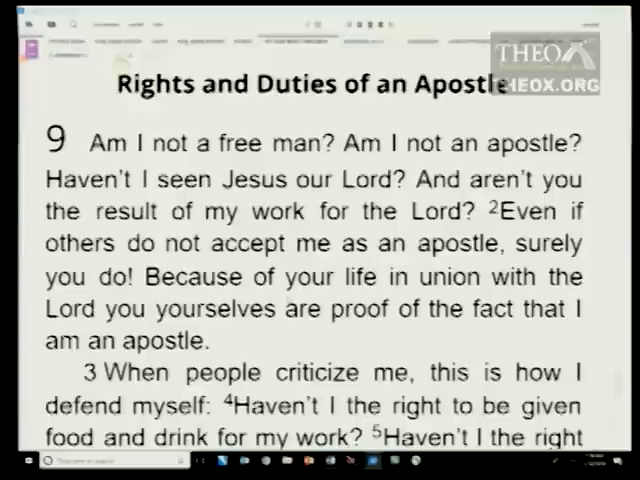 THEOX
THEOX.ORG
Rights and Duties of an Apostle
9 Am I not a free man? Am I not an apostle?
Haven't I seen Jesus our Lord? And aren't you
the result of my work for the Lord? 2Even if
others do not accept me as an apostle, surely
you do! Because of your life in union with the
Lord you yourselves are proof of the fact that I
am an apostle.
3 When people criticize me, this is how I
defend myself: 4Haven't I the right to be given
food and drink for my work? 5Haven't I the right